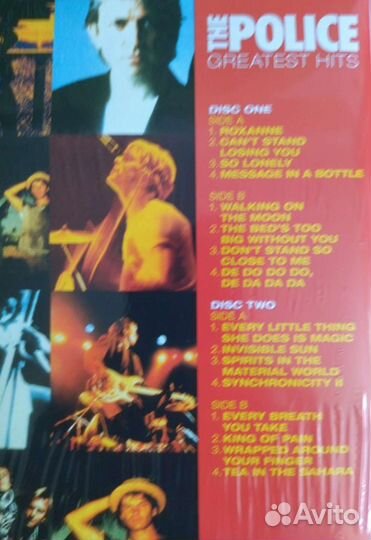 THE POLICE
GREATEST HITS
DISC ONE
SIDE A
1. ROXANNE
2. CAN'T STAND
LOSING YOU
3. SO LONELY
4. MESSAGE IN A BOTTLE
SIDE B
1. WALKING ON
THE MOON
2. THE BED'S TOO
BIG WITHOUT YOU
3. DON'T STAND SO
CLOSE TO ME
4. DE DO DO DO,
DE DA DA DA
DISC TWO
SIDE A
1. EVERY LITTLE THING
SHE DOES IS MAGIC
2. INVISIBLE SUN
3. SPIRITS IN THE
MATERIAL WORLD
4. SYNCHRONICITY II
SIDE B
1. EVERY BREATH
YOU TAKE
2. KING OF PAIN
3. WRAPPED AROUND
YOUR FINGER
4. TEA IN THE SAHARA
Avito